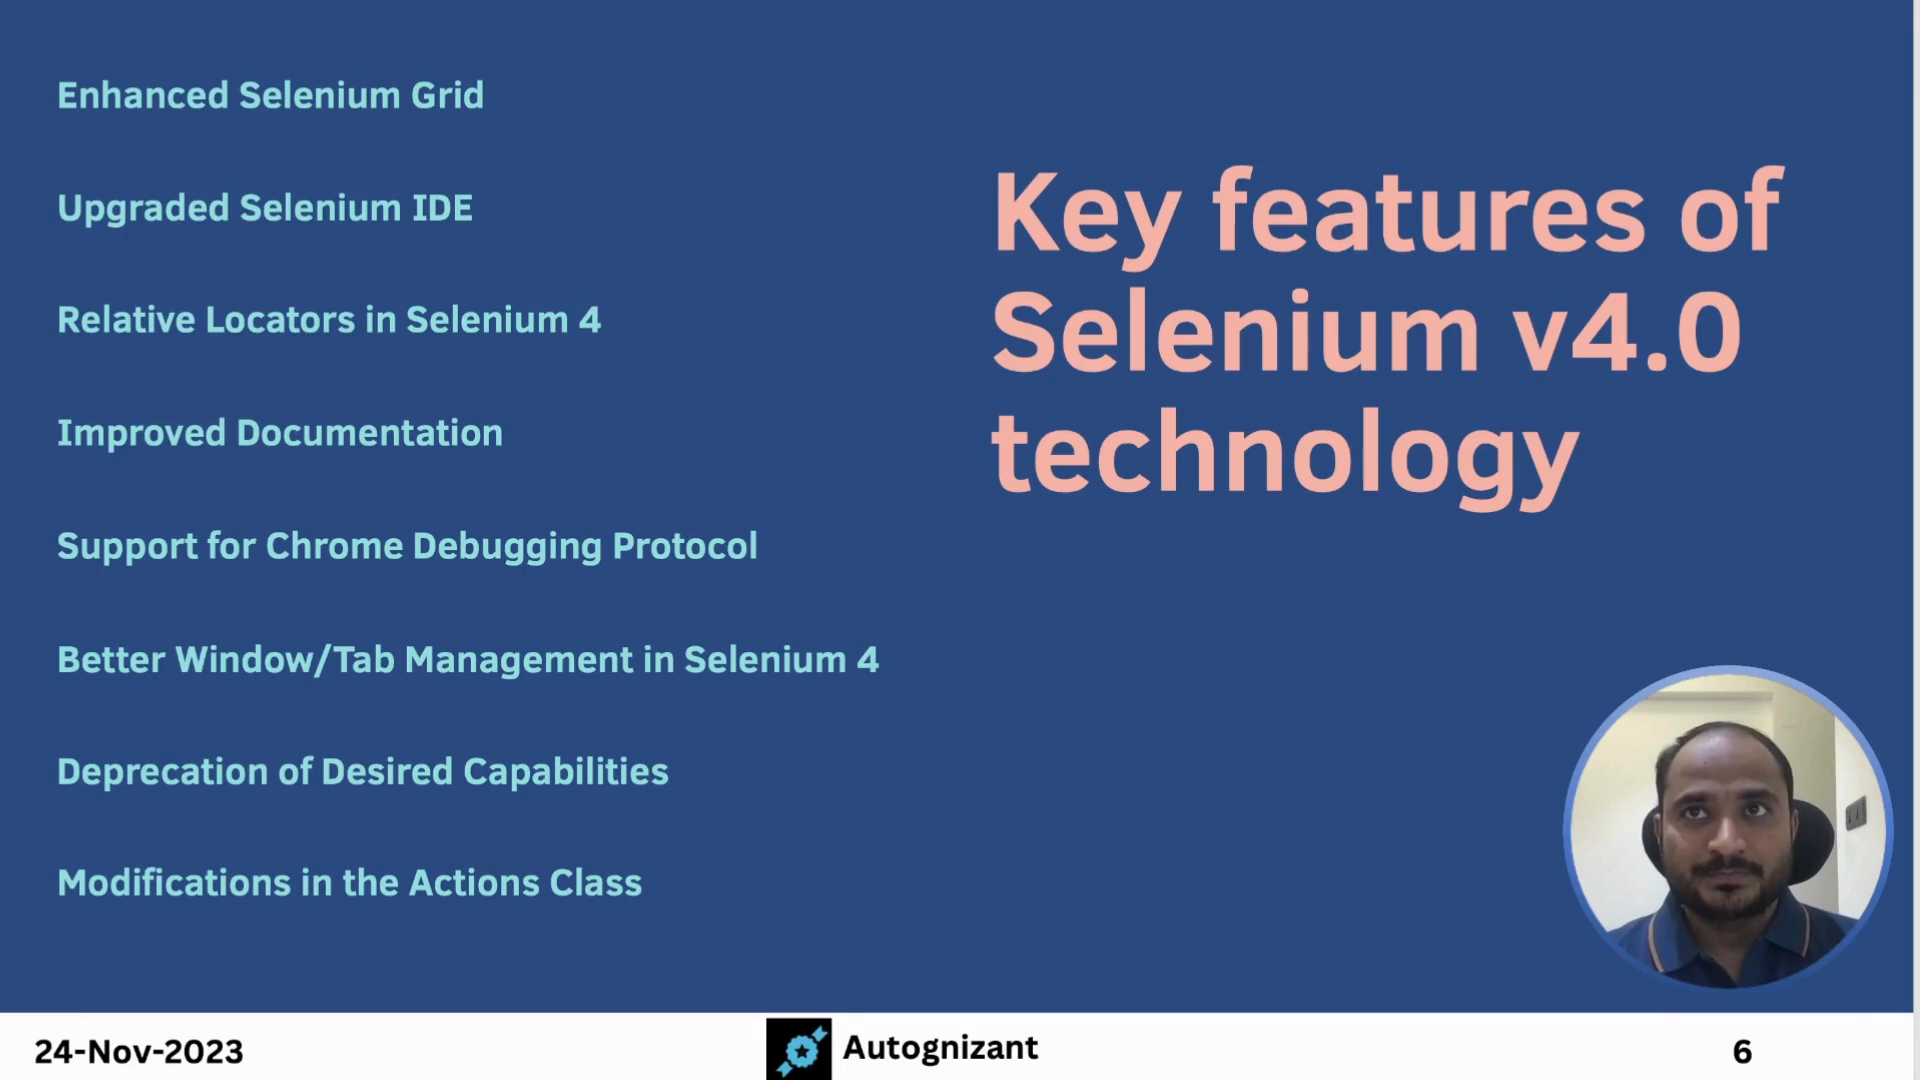 Enhanced Selenium Grid
Upgraded Selenium IDE
Relative Locators in Selenium 4
Improved Documentation
Support for Chrome Debugging Protocol
Better Window/Tab Management in Selenium 4
Deprecation of Desired Capabilities
Modifications in the Actions Class
Key features of
Selenium v4.0
technology
24-Nov-2023
Autognizant
6